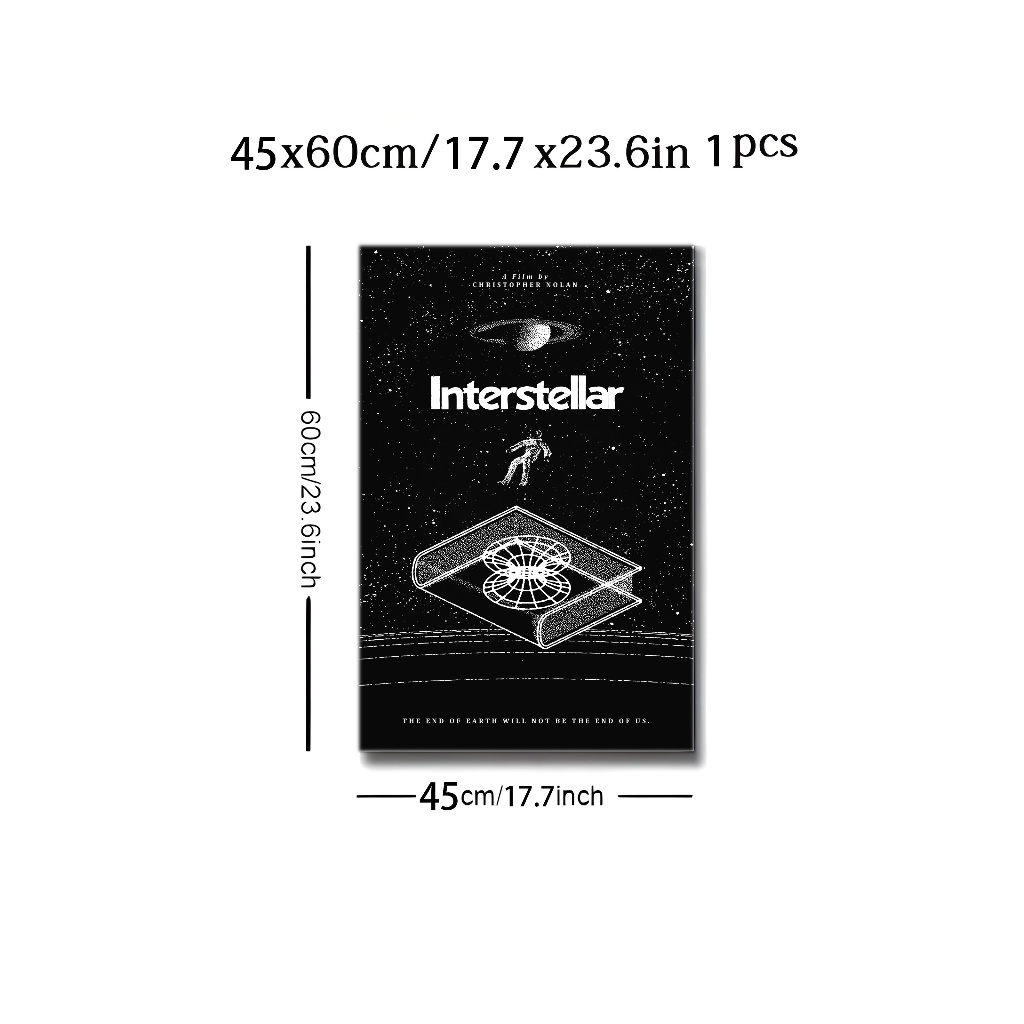 45x60cm/17.7 x23.6in 1pcs
A Film by
CHRISTOPHER NOLAN
Interstellar
60cm/23.6inch
THE END OF EARTH WILL NOT BE THE END OF US.
45cm/17.7inch